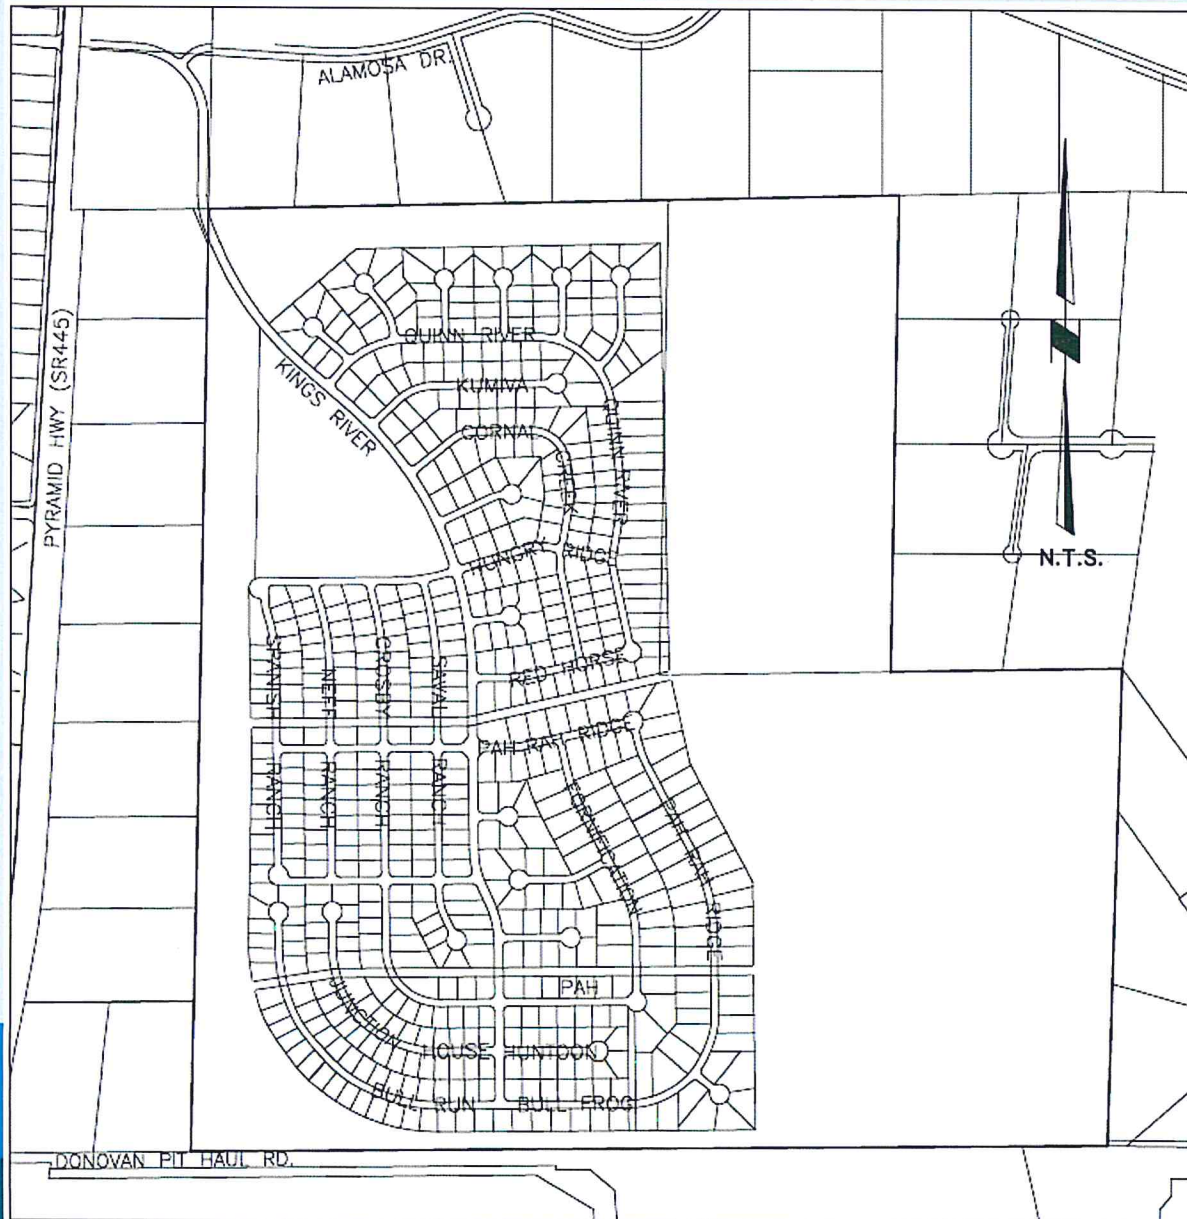 ALAMOSA DR.
PYRAMID HWY (SR445)
QUINN RIVER
KINGS RIVER
KUMIVA
QUINN RIVER
CORNAL
CREEK
HUNGRY RIDGE
N.T.S.
RED HORSE
SPANISH RANCH
NEFF RANCH
CROSBY RANCH
SAVAL RANCH
PAH RAH RIDGE
CORNECTION
PAH RAH RIDGE
PAH
JUNCTION HOUSE
HUNTOON
BULL RUN
BULL FROG
DONOVAN PIT HAUL RD.